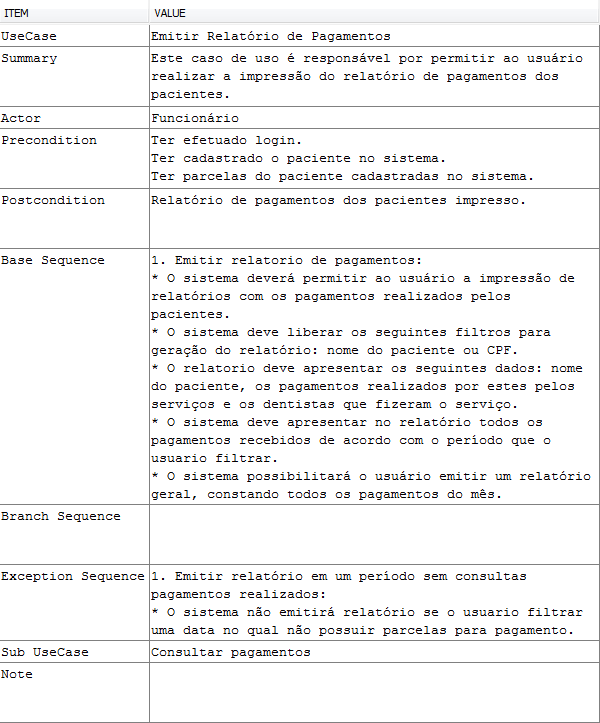 ITEM VALUE
UseCase Emitir Relatório de Pagamentos
Summary Este caso de uso é responsável por permitir ao usuário
realizar a impressão do relatório de pagamentos dos
pacientes.
Actor Funcionário
Precondition Ter efetuado login.
Ter cadastrado o paciente no sistema.
Ter parcelas do paciente cadastradas no sistema.
Postcondition Relatório de pagamentos dos pacientes impresso.
Base Sequence 1. Emitir relatorio de pagamentos:
* O sistema deverá permitir ao usuário a impressão de
relatórios com os pagamentos realizados pelos
pacientes.
* O sistema deve liberar os seguintes filtros para
geração do relatório: nome do paciente ou CPF.
* O relatorio deve apresentar os seguintes dados: nome
do paciente, os pagamentos realizados por estes pelos
serviços e os dentistas que fizeram o serviço.
* O sistema deve apresentar no relatório todos os
pagamentos recebidos de acordo com o período que o
usuario filtrar.
* O sistema possibilitará o usuário emitir um relatório
geral, constando todos os pagamentos do mês.
Branch Sequence
Exception Sequence 1. Emitir relatório em um período sem consultas
pagamentos realizados:
* O sistema não emitirá relatório se o usuario filtrar
uma data no qual não possuir parcelas para pagamento.
Sub UseCase Consultar pagamentos
Note